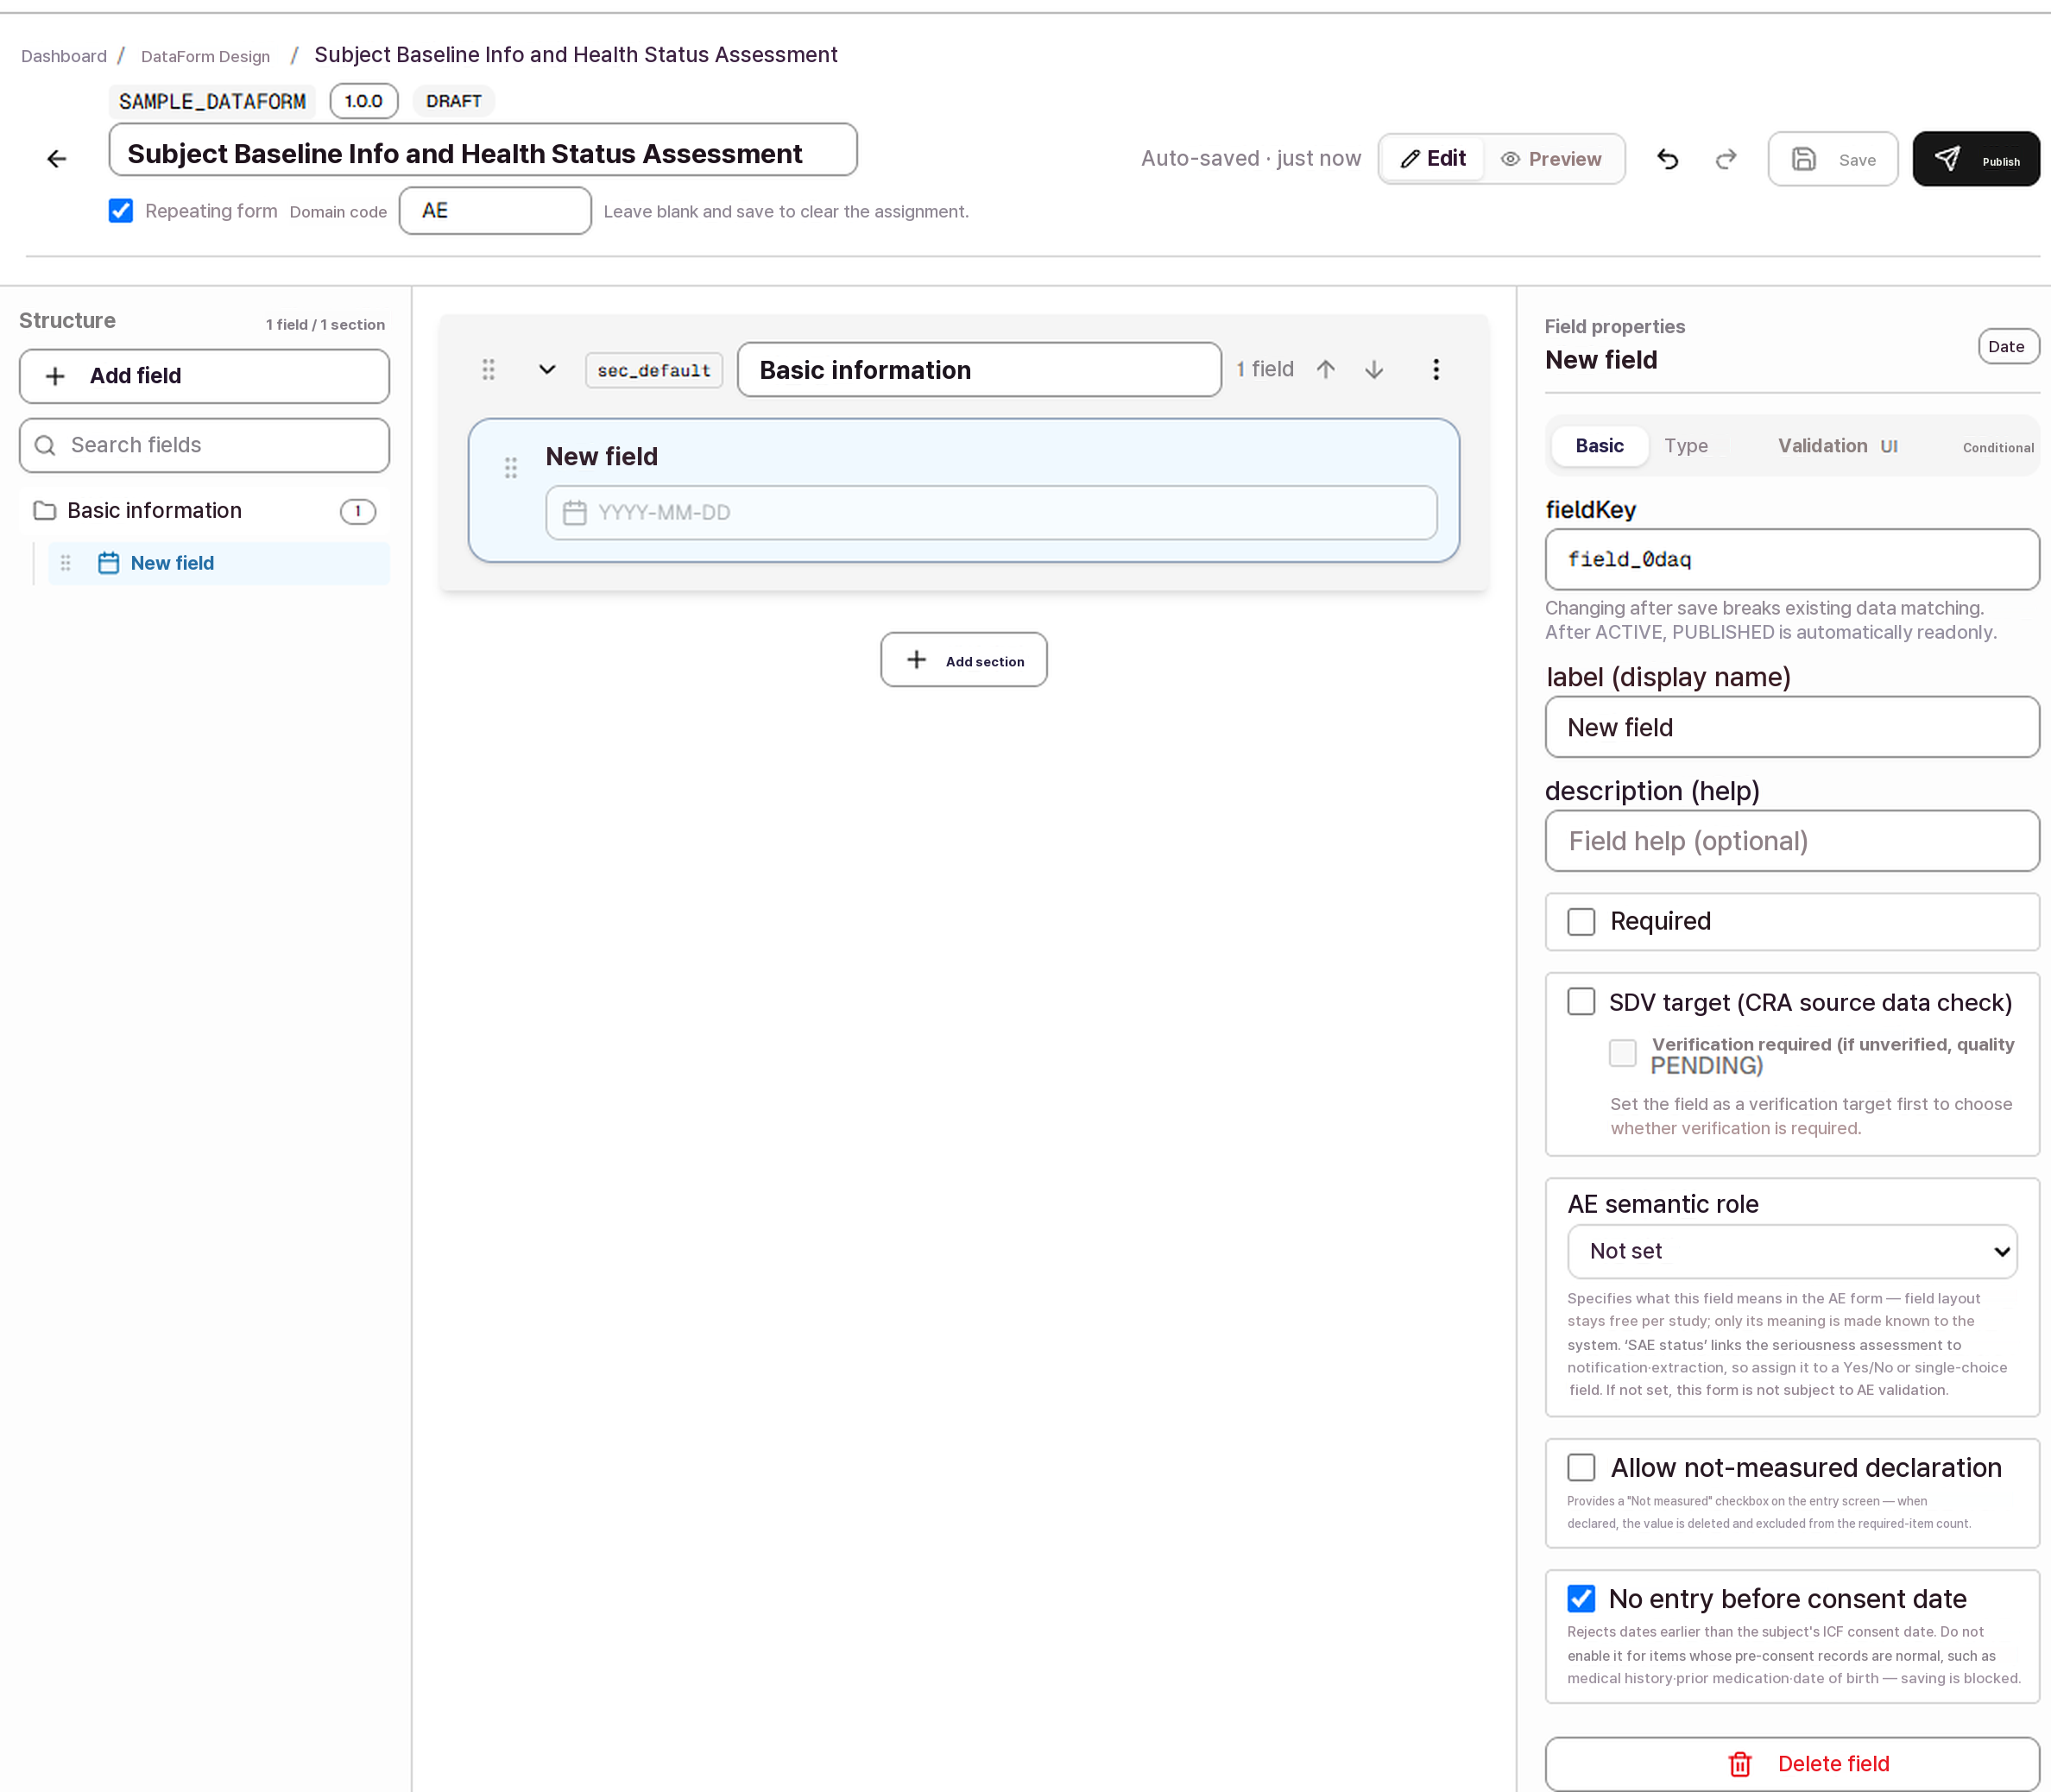 Dashboard / DataForm Design / Subject Baseline Info and Health Status Assessment
SAMPLE_DATAFORM 1.0.0 DRAFT
Subject Baseline Info and Health Status Assessment
Auto-saved · just now Edit Preview Save Publish
Repeating form Domain code AE Leave blank and save to clear the assignment.
Structure 1 field / 1 section
Add field
Search fields
Basic information 1
New field
sec_default Basic information 1 field
New field
YYYY-MM-DD
Add section
Field properties
New field Date
Basic Type Validation UI Conditional
fieldKey
field_0daq
Changing after save breaks existing data matching.
After ACTIVE, PUBLISHED is automatically readonly.
label (display name)
New field
description (help)
Field help (optional)
Required
SDV target (CRA source data check)
Verification required (if unverified, quality
PENDING)
Set the field as a verification target first to choose
whether verification is required.
AE semantic role
Not set
Specifies what this field means in the AE form — field layout
stays free per study; only its meaning is made known to the
system. ‘SAE status’ links the seriousness assessment to
notification·extraction, so assign it to a Yes/No or single-choice
field. If not set, this form is not subject to AE validation.
Allow not-measured declaration
Provides a "Not measured" checkbox on the entry screen — when
declared, the value is deleted and excluded from the required-item count.
No entry before consent date
Rejects dates earlier than the subject's ICF consent date. Do not
enable it for items whose pre-consent records are normal, such as
medical history·prior medication·date of birth — saving is blocked.
Delete field